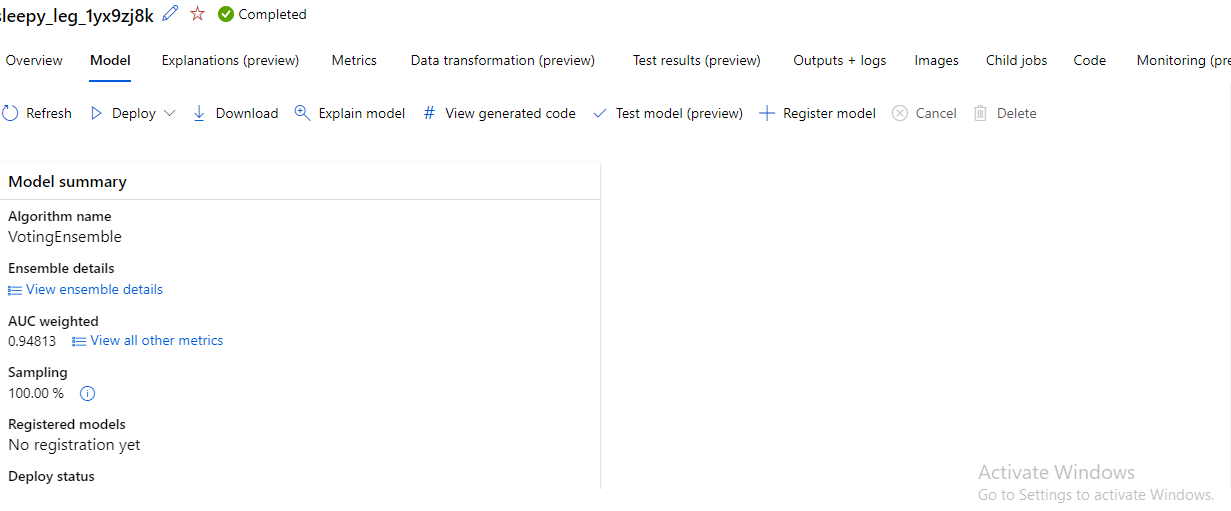 sleepy_leg_1yx9zj8k Completed
Overview Model Explanations (preview) Metrics Data transformation (preview) Test results (preview) Outputs + logs Images Child jobs Code Monitoring (pre
Refresh Deploy Download Explain model # View generated code Test model (preview) Register model Cancel Delete
Model summary
Algorithm name
VotingEnsemble
Ensemble details
View ensemble details
AUC weighted
0.94813 View all other metrics
Sampling
100.00 %
Registered models
No registration yet
Deploy status
Activate Windows
Go to Settings to activate Windows.